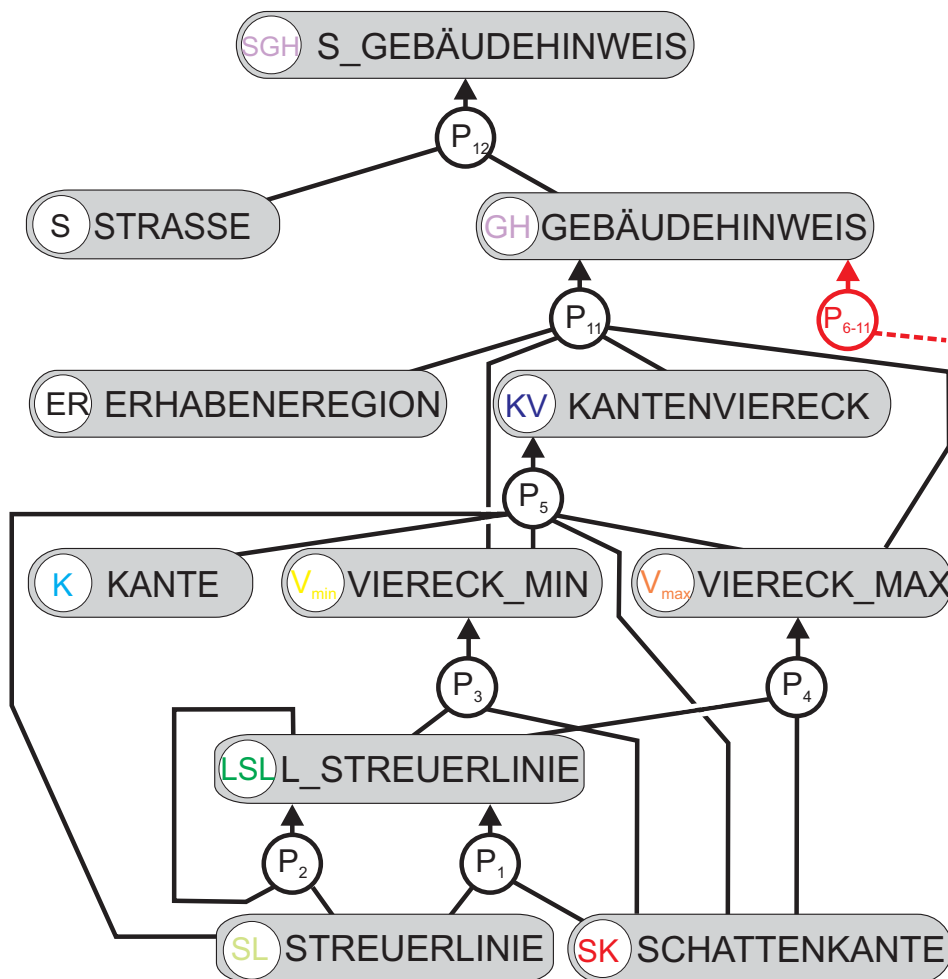 SGH S_GEBÄUDEHINWEIS
P12
S STRASSE
GH GEBÄUDEHINWEIS
P11
P6-11
ER ERHABENEREGION
KV KANTENVIERECK
P5
K KANTE
Vmin VIERECK_MIN
Vmax VIERECK_MAX
P3
P4
LSL L_STREUERLINIE
P2
P1
SL STREUERLINIE
SK SCHATTENKANTE